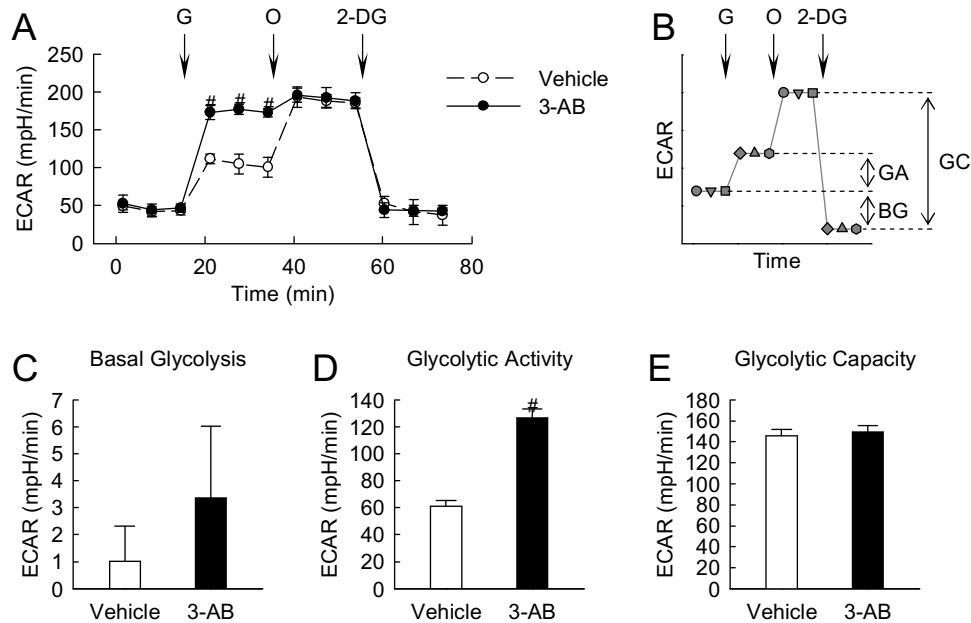 A
G O 2-DG
ECAR (mpH/min)
250
200
150
100
50
0
# # #
0 20 40 60 80
Time (min)
Vehicle
3-AB
B
G O 2-DG
ECAR
Time
GA
BG
GC
C
Basal Glycolysis
ECAR (mpH/min)
7
6
5
4
3
2
1
0
Vehicle 3-AB
D
Glycolytic Activity
ECAR (mpH/min)
140
120
100
80
60
40
20
0
#
Vehicle 3-AB
E
Glycolytic Capacity
ECAR (mpH/min)
180
160
140
120
100
80
60
40
20
0
Vehicle 3-AB